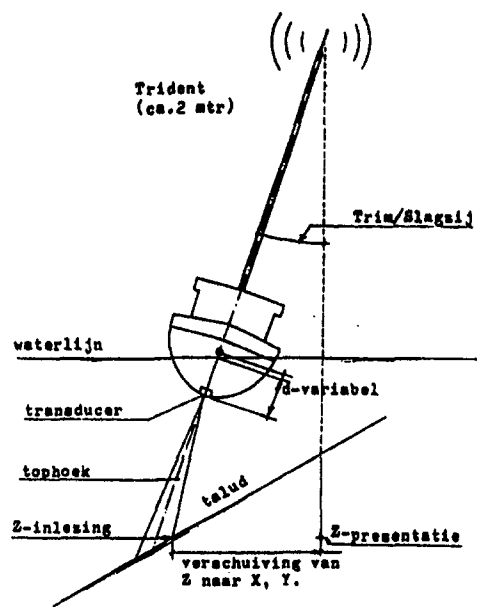 Trident
(ca.2 mtr)
Trim/Slagzij
waterlijn
d-variabel
transducer
tophoek
talud
Z-inlezing
Z-presentatie
verschuiving van
Z naar X, Y.